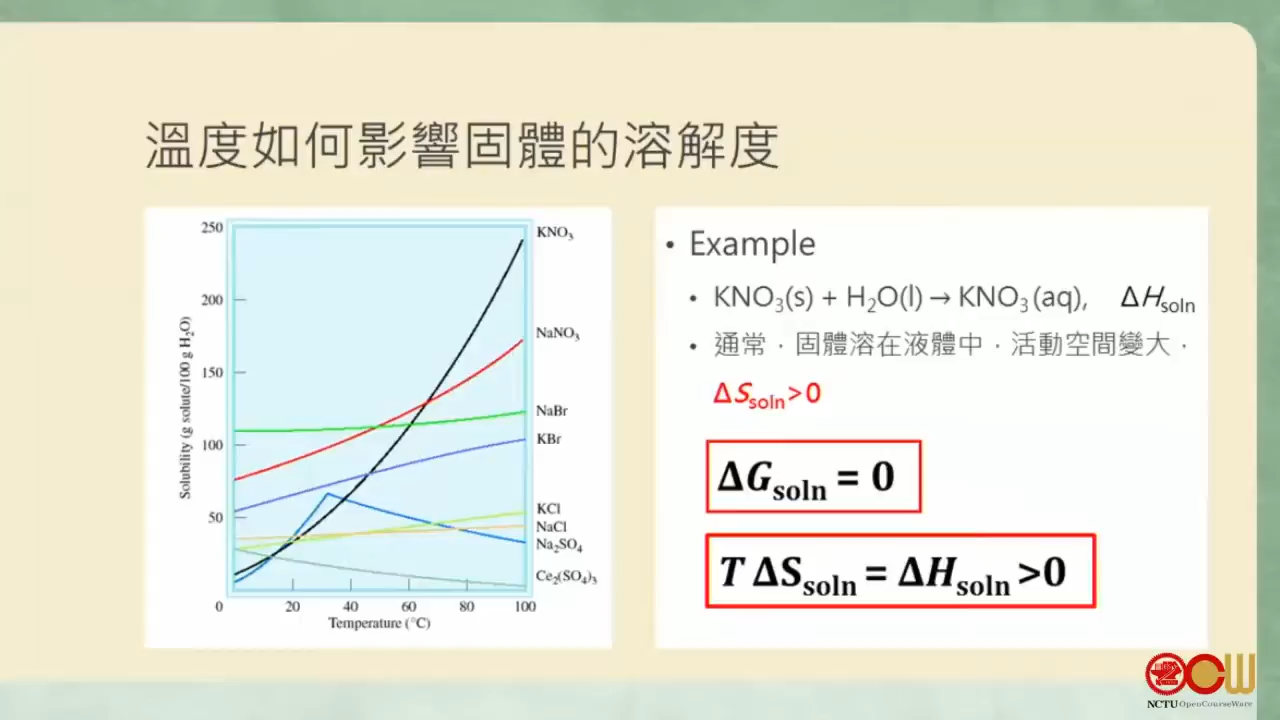 溫度如何影響固體的溶解度
250
200
150
100
50
0
20
40
60
80
100
Solubility (g solute/100 g H₂O)
Temperature (°C)
KNO₃
NaNO₃
NaBr
KBr
KCl
NaCl
Na₂SO₄
Ce₂(SO₄)₃
• Example
• KNO₃(s) + H₂O(l) → KNO₃ (aq), ΔHsoln
• 通常，固體溶在液體中，活動空間變大，
ΔSsoln>0
ΔGsoln = 0
T ΔSsoln = ΔHsoln >0
NCTU OpenCourseWare
OCW